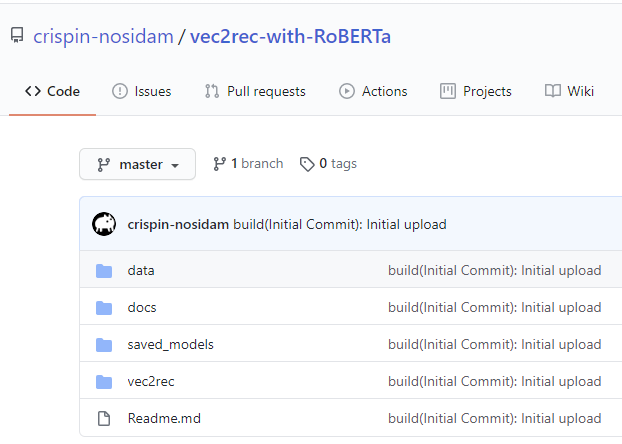 crispin-nosidam / vec2rec-with-RoBERTa
Code Issues Pull requests Actions Projects Wiki
master 1 branch 0 tags
crispin-nosidam build(Initial Commit): Initial upload
data build(Initial Commit): Initial upload
docs build(Initial Commit): Initial upload
saved_models build(Initial Commit): Initial upload
vec2rec build(Initial Commit): Initial upload
Readme.md build(Initial Commit): Initial upload